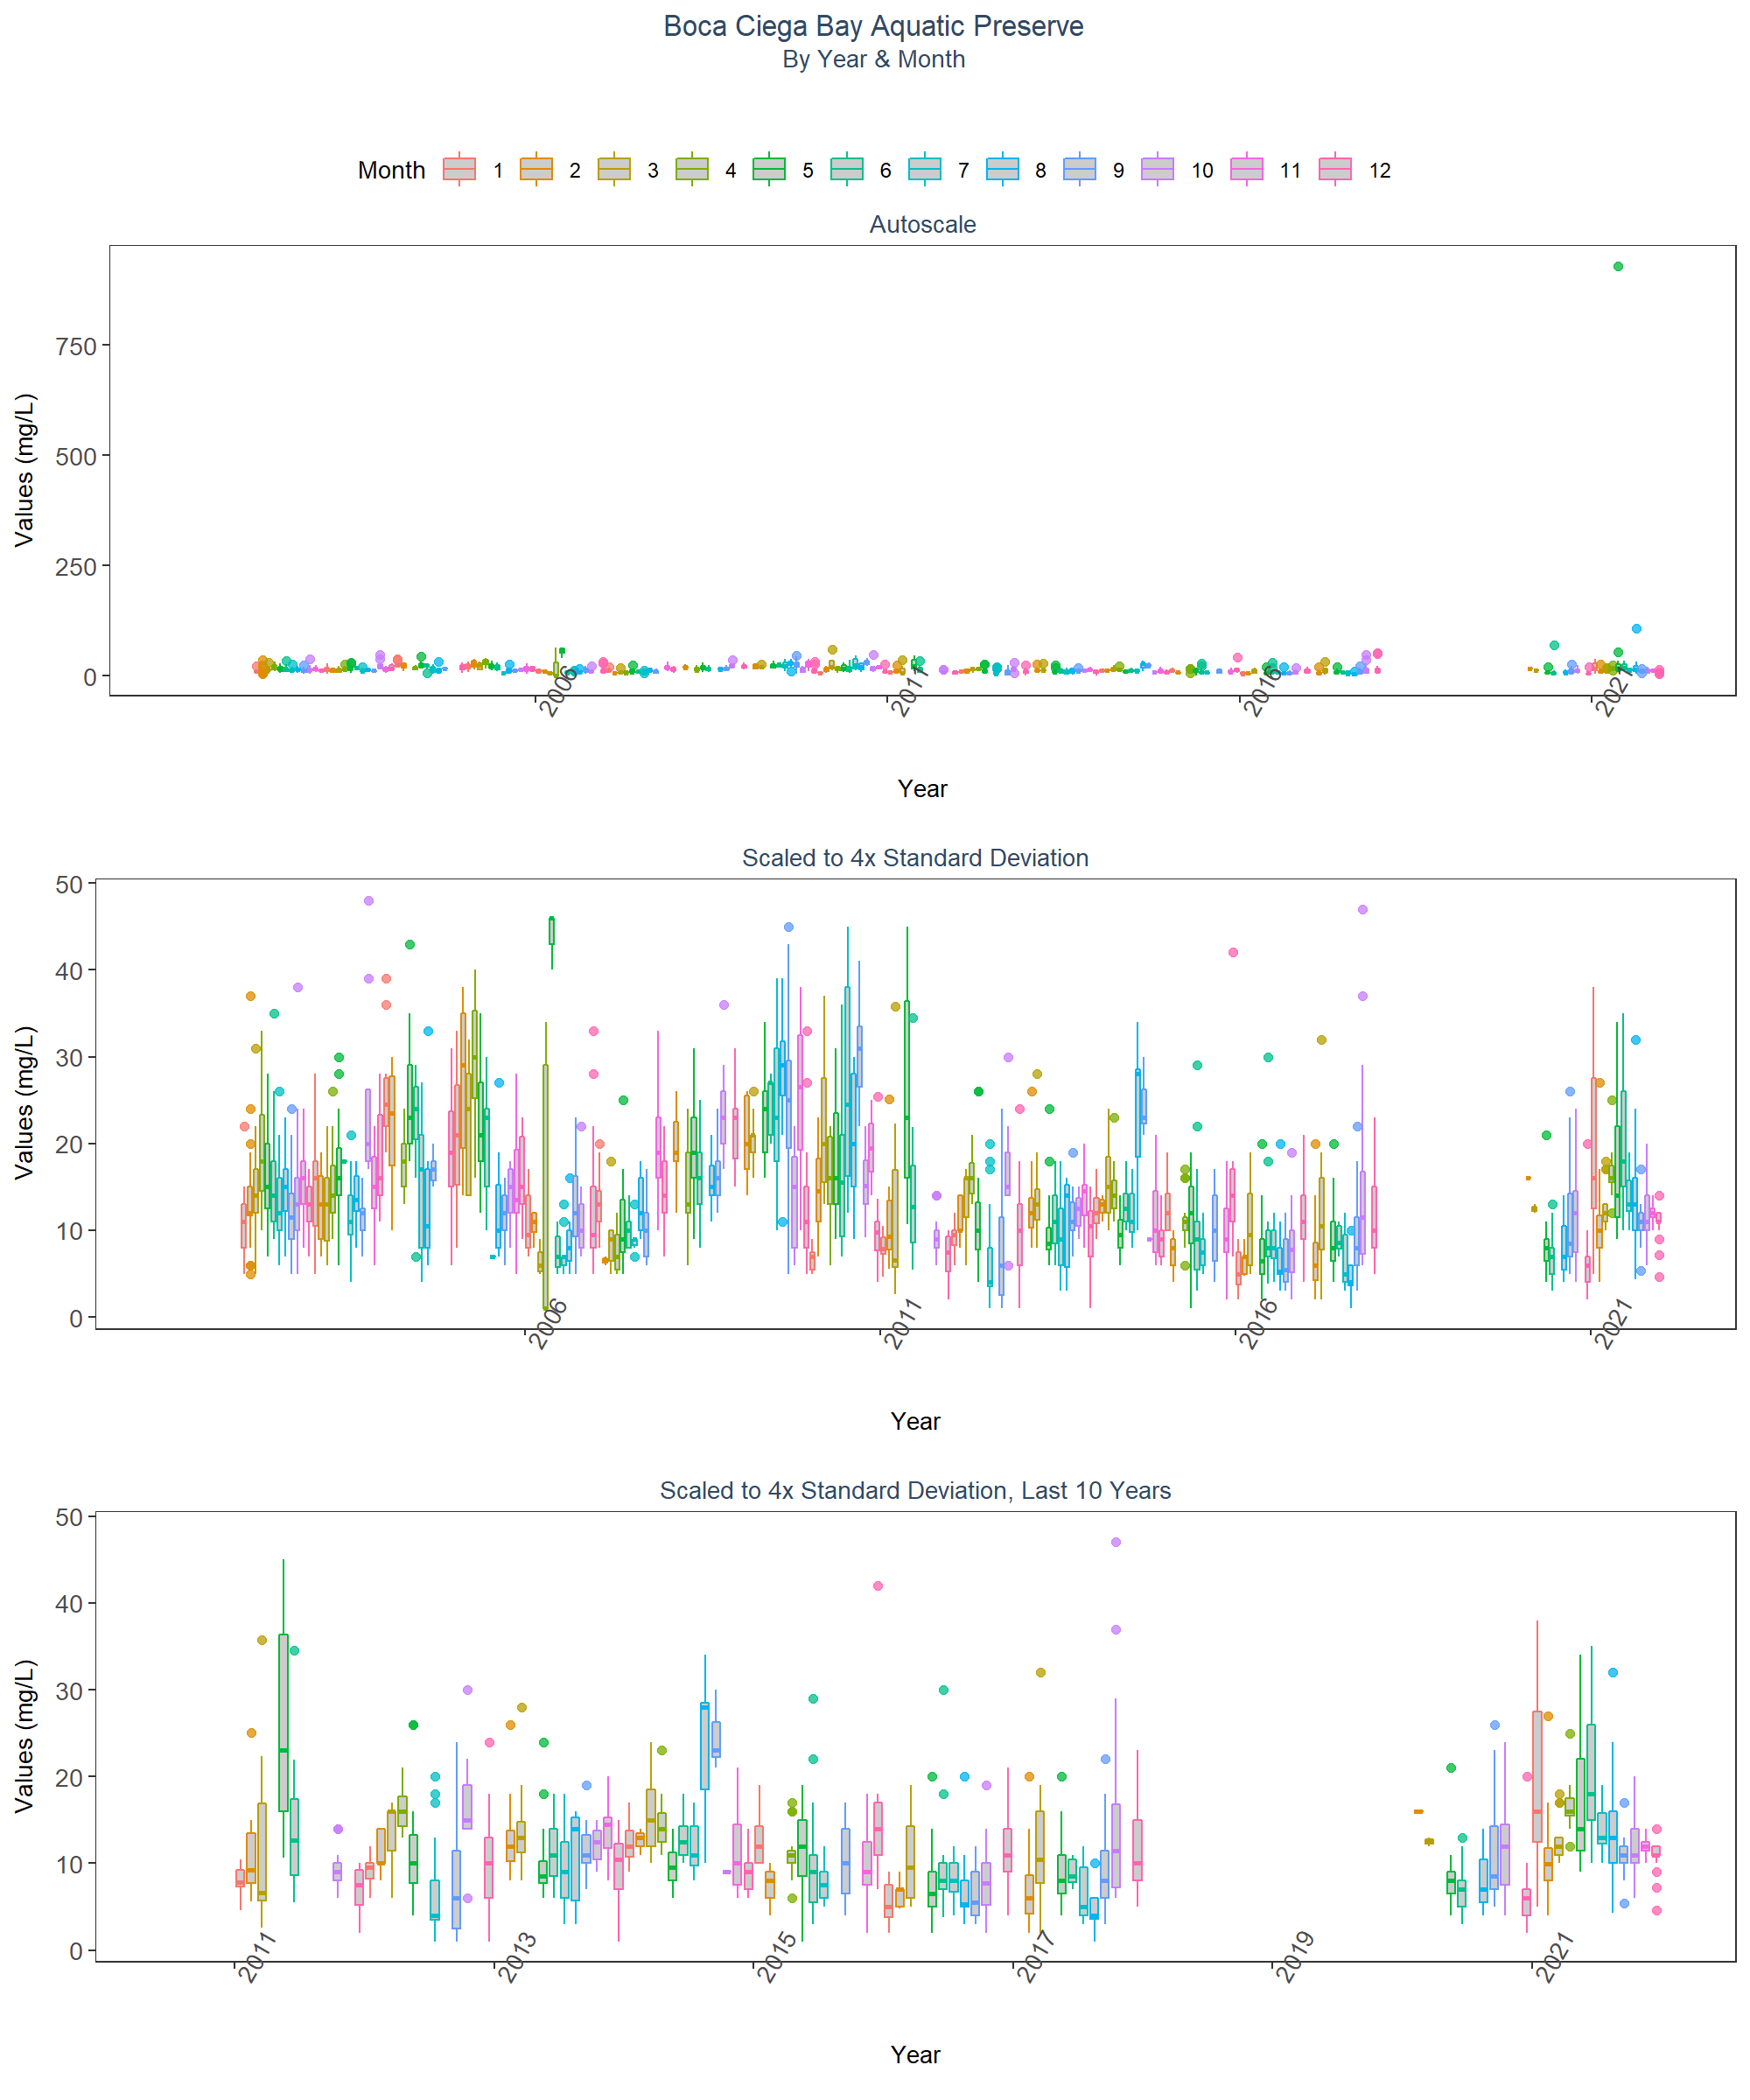 Boca Ciega Bay Aquatic Preserve
By Year & Month
Month 1 2 3 4 5 6 7 8 9 10 11 12
Autoscale
Values (mg/L)
750
500
250
0
2006 2011 2016 2021
Year
Scaled to 4x Standard Deviation
Values (mg/L)
50
40
30
20
10
0
2006 2011 2016 2021
Year
Scaled to 4x Standard Deviation, Last 10 Years
Values (mg/L)
50
40
30
20
10
0
2011 2013 2015 2017 2019 2021
Year